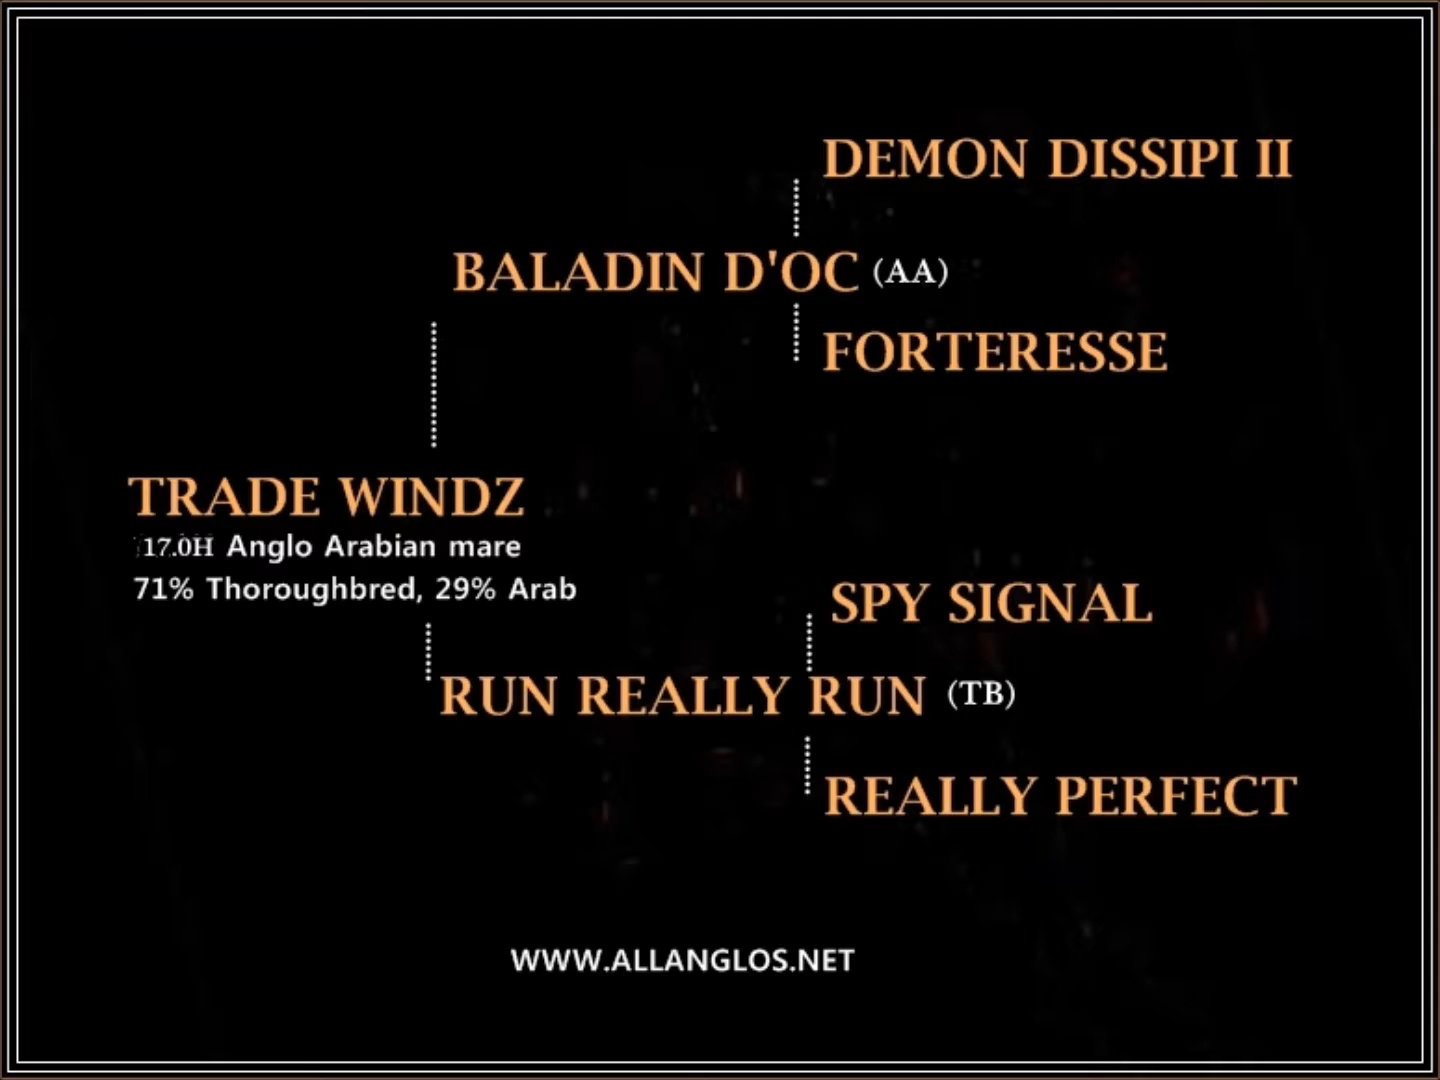 DEMON DISSIPI II
BALADIN D'OC (AA)
FORTERESSE
TRADE WINDZ
17.0H Anglo Arabian mare
71% Thoroughbred, 29% Arab
SPY SIGNAL
RUN REALLY RUN (TB)
REALLY PERFECT
WWW.ALLANGLOS.NET